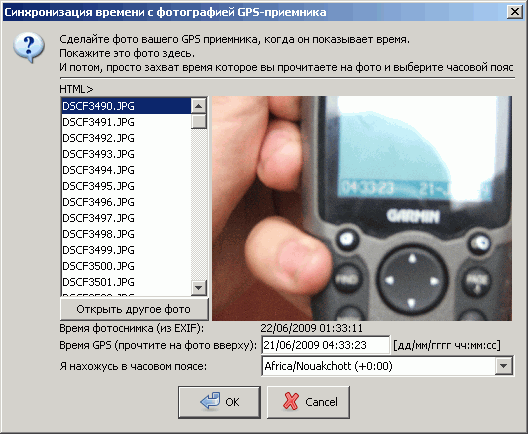 Синхронизация времени с фотографией GPS-приемника
Сделайте фото вашего GPS приемника, когда он показывает время.
Покажите это фото здесь.
И потом, просто захват время которое вы прочитаете на фото и выберите часовой пояс
HTML>
DSCF3490.JPG
DSCF3491.JPG
DSCF3492.JPG
DSCF3493.JPG
DSCF3494.JPG
DSCF3495.JPG
DSCF3496.JPG
DSCF3497.JPG
DSCF3498.JPG
DSCF3499.JPG
DSCF3500.JPG
DSCF3501.JPG
04:33:23
GARMIN
FIND
PAGE
Открыть другое фото
Время фотоснимка (из EXIF): 22/06/2009 01:33:11
Время GPS (прочтите на фото вверху): 21/06/2009 04:33:23 [дд/мм/гггг чч:мм:сс]
Я нахожусь в часовом поясе: Africa/Nouakchott (+0:00)
OK Cancel